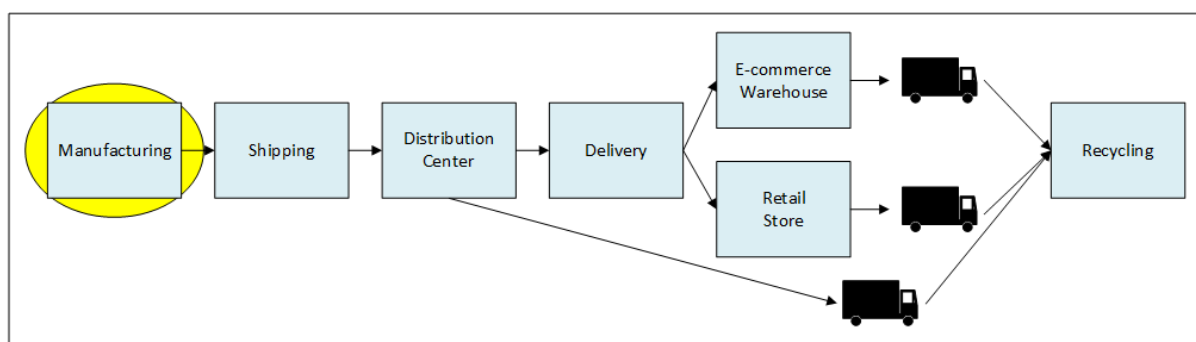 Manufacturing
Shipping
Distribution
Center
Delivery
E-commerce
Warehouse
Retail
Store
Recycling